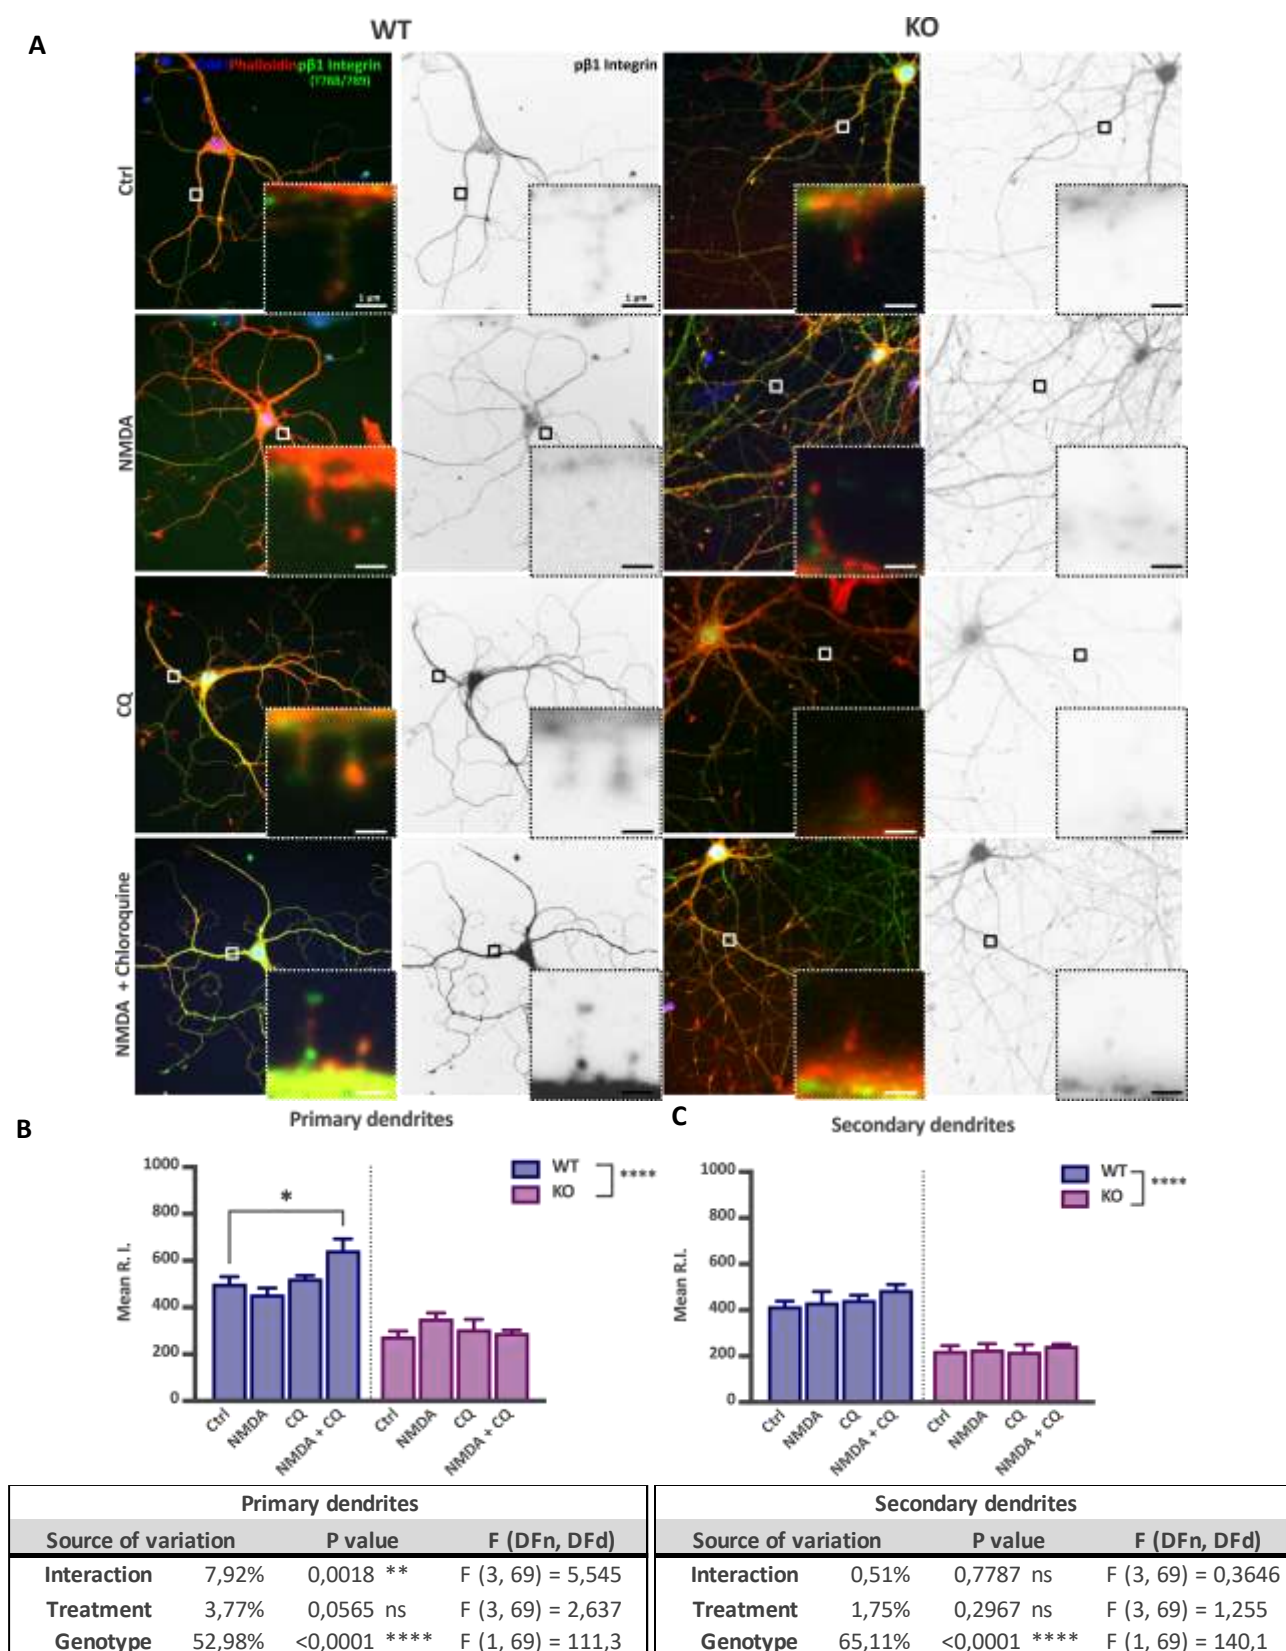 WT
KO
A
Phalloidin pβ1 Integrin
(T788/789)
pβ1 Integrin
Ctrl
1 µm
1 µm
NMDA
CQ
NMDA + Chloroquine
B
Primary dendrites
Mean R. I.
1000
800
600
400
200
0
*
WT
KO
****
Ctrl
NMDA
CQ
NMDA + CQ
Ctrl
NMDA
CQ
NMDA + CQ
C
Secondary dendrites
Mean R. I.
1000
800
600
400
200
0
WT
KO
****
Ctrl
NMDA
CQ
NMDA + CQ
Ctrl
NMDA
CQ
NMDA + CQ
Primary dendrites
Source of variation P value F (DFn, DFd)
Interaction 7,92% 0,0018 ** F (3, 69) = 5,545
Treatment 3,77% 0,0565 ns F (3, 69) = 2,637
Genotype 52,98% <0,0001 **** F (1, 69) = 111,3
Secondary dendrites
Source of variation P value F (DFn, DFd)
Interaction 0,51% 0,7787 ns F (3, 69) = 0,3646
Treatment 1,75% 0,2967 ns F (3, 69) = 1,255
Genotype 65,11% <0,0001 **** F (1, 69) = 140,1